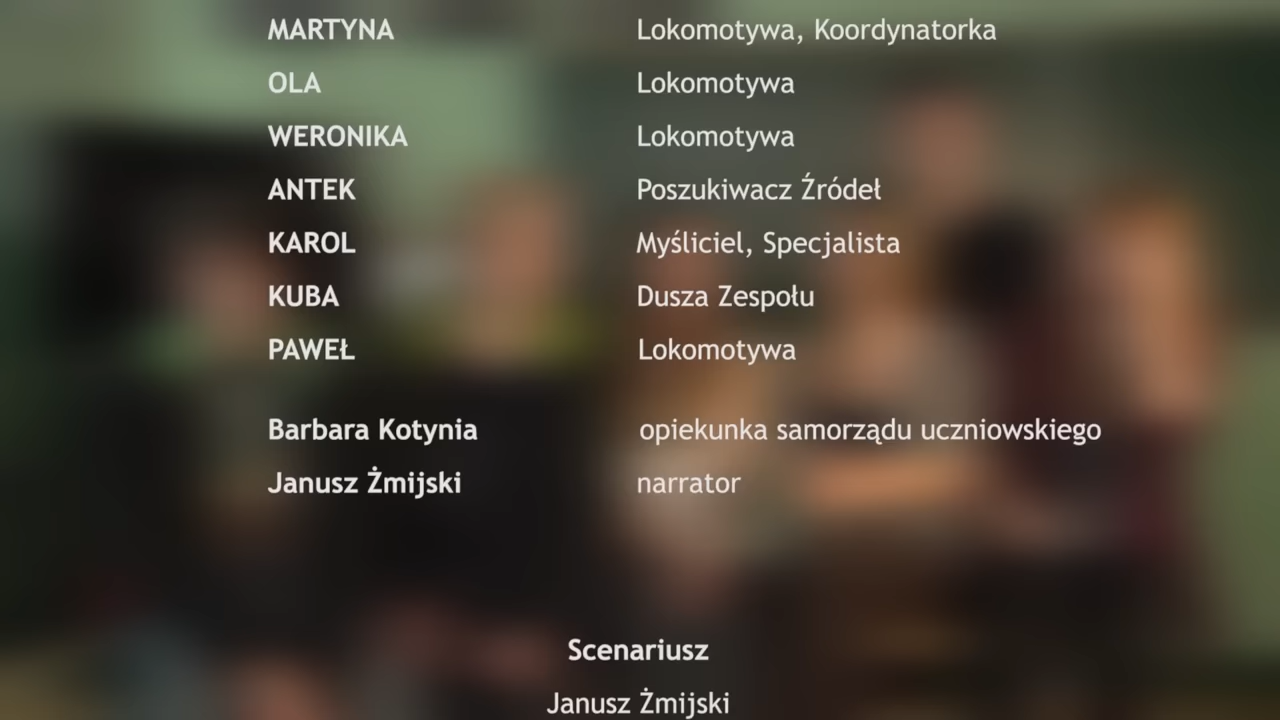 MARTYNA Lokomotywa, Koordynatorka
OLA Lokomotywa
WERONIKA Lokomotywa
ANTEK Poszukiwacz Źródeł
KAROL Myśliciel, Specjalista
KUBA Dusza Zespołu
PAWEŁ Lokomotywa
Barbara Kotynia opiekunka samorządu uczniowskiego
Janusz Żmijski narrator
Scenariusz
Janusz Żmijski